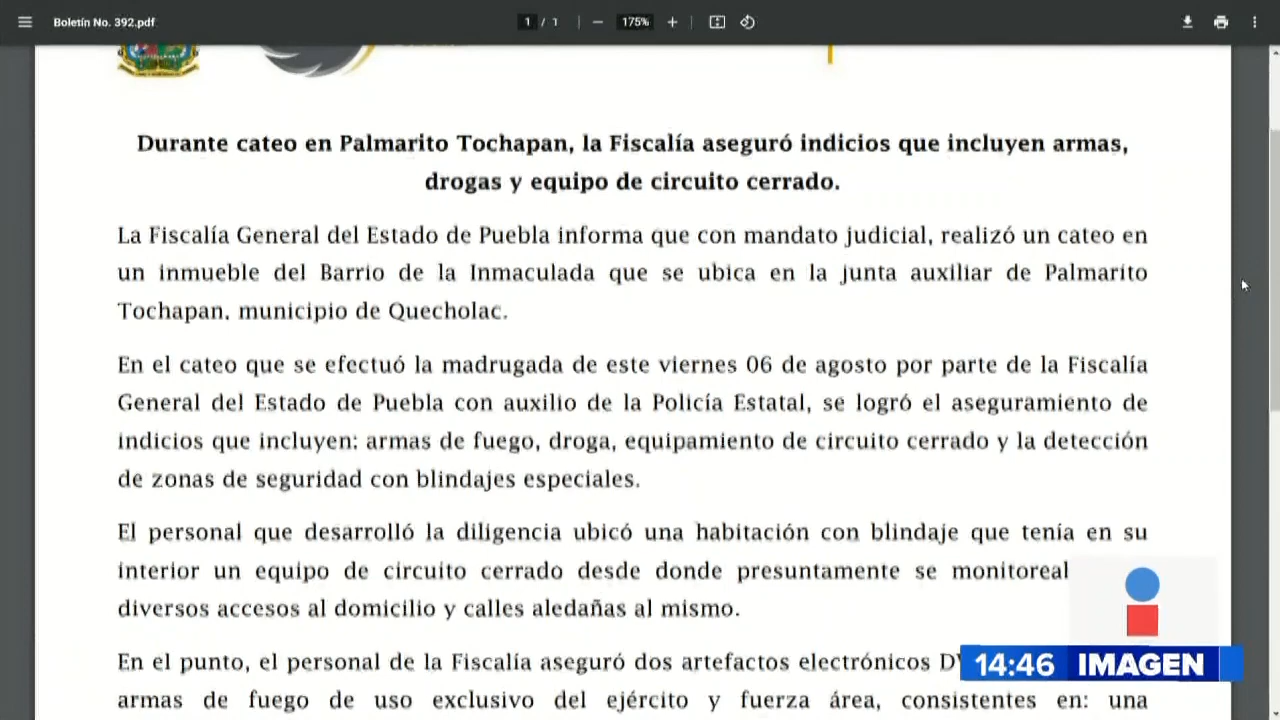 Boletín No. 392.pdf
1 / 1
175%
Durante cateo en Palmarito Tochapan, la Fiscalía aseguró indicios que incluyen armas,
drogas y equipo de circuito cerrado.
La Fiscalía General del Estado de Puebla informa que con mandato judicial, realizó un cateo en
un inmueble del Barrio de la Inmaculada que se ubica en la junta auxiliar de Palmarito
Tochapan. municipio de Quecholac.
En el cateo que se efectuó la madrugada de este viernes 06 de agosto por parte de la Fiscalía
General del Estado de Puebla con auxilio de la Policía Estatal, se logró el aseguramiento de
indicios que incluyen: armas de fuego, droga, equipamiento de circuito cerrado y la detección
de zonas de seguridad con blindajes especiales.
El personal que desarrolló la diligencia ubicó una habitación con blindaje que tenía en su
interior un equipo de circuito cerrado desde donde presuntamente se
diversos accesos al domicilio y calles aledañas al mismo.
En el punto, el personal de la Fiscalía aseguró dos artefactos electrónicos
armas de fuego de uso exclusivo del ejército y fuerza área, consistentes en: una
14:46 IMAGEN